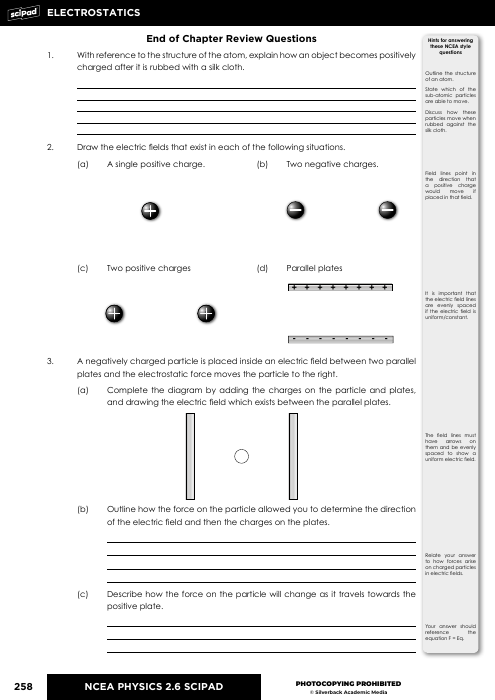 scipad ELECTROSTATICS
End of Chapter Review Questions
1. With reference to the structure of the atom, explain how an object becomes positively
charged after it is rubbed with a silk cloth.
2. Draw the electric fields that exist in each of the following situations.
(a) A single positive charge. (b) Two negative charges.
+ − −
(c) Two positive charges (d) Parallel plates
+ + + + + + + +
+ +
- - - - - - - -
3. A negatively charged particle is placed inside an electric field between two parallel
plates and the electrostatic force moves the particle to the right.
(a) Complete the diagram by adding the charges on the particle and plates,
and drawing the electric field which exists between the parallel plates.
(b) Outline how the force on the particle allowed you to determine the direction
of the electric field and then the charges on the plates.
(c) Describe how the force on the particle will change as it travels towards the
positive plate.
Hints for answering
these NCEA style
questions
Outline the structure
of an atom.
State which of the
sub-atomic particles
are able to move.
Discuss how these
particles move when
rubbed against the
silk cloth.
Field lines point in
the direction that
a positive charge
would move if
placed in that field.
It is important that
the electric field lines
are evenly spaced
if the electric field is
uniform/constant.
The field lines must
have arrows on
them and be evenly
spaced to show a
uniform electric field.
Relate your answer
to how forces arise
on charged particles
in electric fields.
Your answer should
reference the
equation F = Eq.
258 NCEA PHYSICS 2.6 SCIPAD
PHOTOCOPYING PROHIBITED
© Silverback Academic Media